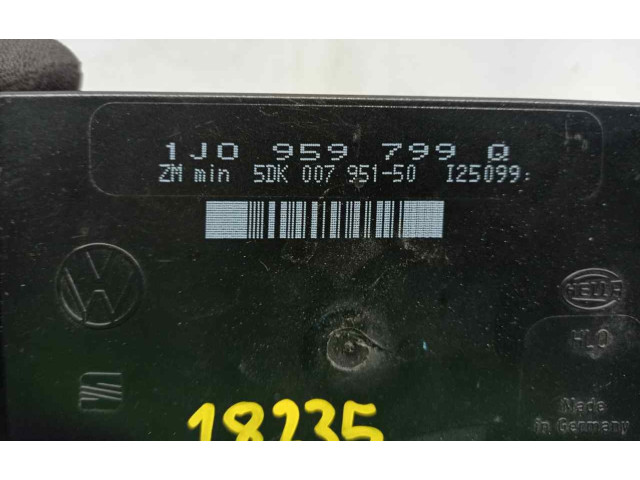 1J0 959 799 Q
ZM min 5DK 007 951-50 I25099
HELLA
HLO
Made
in Germany
18235